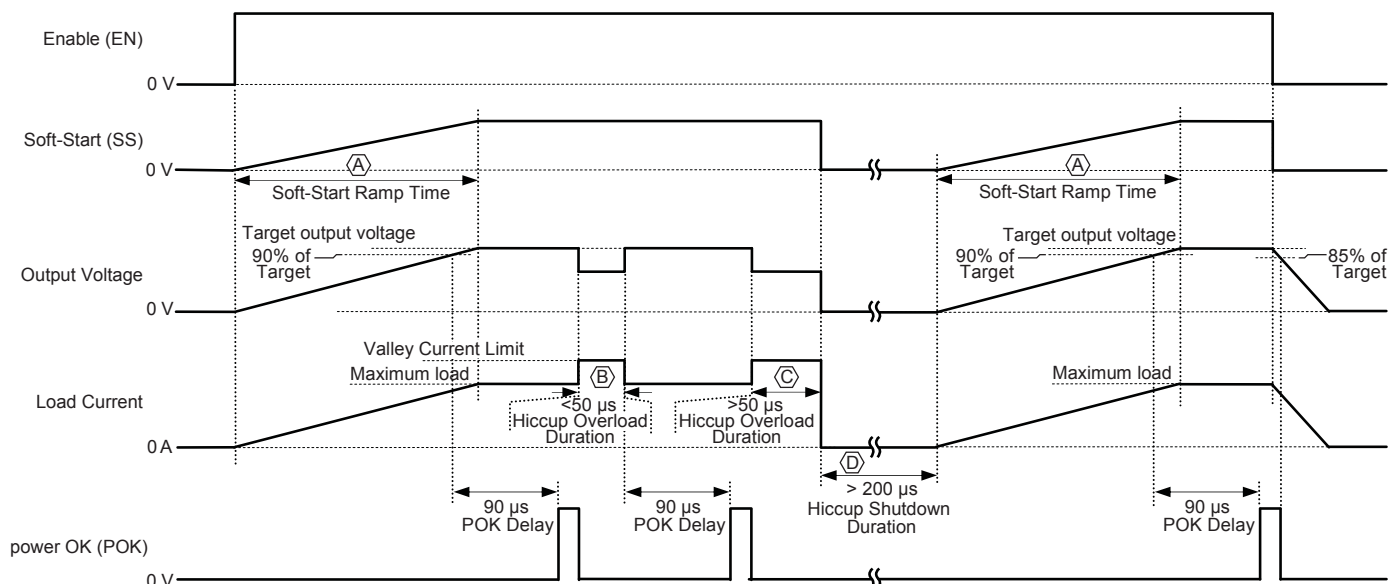 Enable (EN)
0 V
Soft-Start (SS)
0 V
A
Soft-Start Ramp Time
A
Soft-Start Ramp Time
Target output voltage
90% of
Target
Output Voltage
0 V
Target output voltage
90% of
Target
85% of
Target
Valley Current Limit
Maximum load
Load Current
0 A
B
<50 µs
Hiccup Overload
Duration
C
>50 µs
Hiccup Overload
Duration
Maximum load
D
> 200 µs
Hiccup Shutdown
Duration
90 µs
POK Delay
90 µs
POK Delay
90 µs
POK Delay
power OK (POK)
0 V